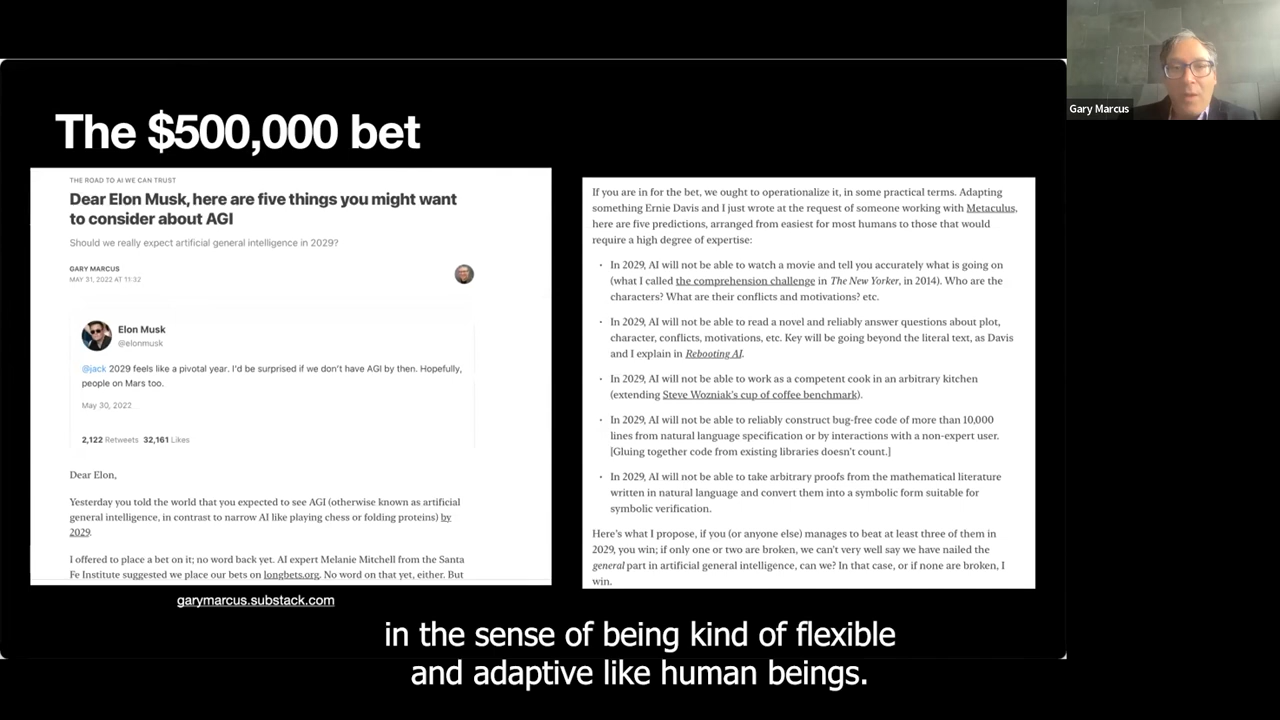 The $500,000 bet
THE ROAD TO AI WE CAN TRUST
Dear Elon Musk, here are five things you might want
to consider about AGI
Should we really expect artificial general intelligence in 2029?
GARY MARCUS
MAY 31, 2022 AT 11:32
Elon Musk
@elonmusk
@jack 2029 feels like a pivotal year. I'd be surprised if we don't have AGI by then. Hopefully,
people on Mars too.
May 30, 2022
2,122 Retweets 32,161 Likes
Dear Elon,
Yesterday you told the world that you expected to see AGI (otherwise known as artificial
general intelligence, in contrast to narrow AI like playing chess or folding proteins) by
2029.
I offered to place a bet on it; no word back yet. AI expert Melanie Mitchell from the Santa
Fe Institute suggested we place our bets on longbets.org. No word on that yet, either. But
garymarcus.substack.com
If you are in for the bet, we ought to operationalize it, in some practical terms. Adapting
something Ernie Davis and I just wrote at the request of someone working with Metaculus,
here are five predictions, arranged from easiest for most humans to those that would
require a high degree of expertise:
· In 2029, AI will not be able to watch a movie and tell you accurately what is going on
(what I called the comprehension challenge in The New Yorker, in 2014). Who are the
characters? What are their conflicts and motivations? etc.
· In 2029, AI will not be able to read a novel and reliably answer questions about plot,
character, conflicts, motivations, etc. Key will be going beyond the literal text, as Davis
and I explain in Rebooting AI.
· In 2029, AI will not be able to work as a competent cook in an arbitrary kitchen
(extending Steve Wozniak's cup of coffee benchmark).
· In 2029, AI will not be able to reliably construct bug-free code of more than 10,000
lines from natural language specification or by interactions with a non-expert user.
[Gluing together code from existing libraries doesn't count.]
· In 2029, AI will not be able to take arbitrary proofs from the mathematical literature
written in natural language and convert them into a symbolic form suitable for
symbolic verification.
Here's what I propose, if you (or anyone else) manages to beat at least three of them in
2029, you win; if only one or two are broken, we can't very well say we have nailed the
general part in artificial general intelligence, can we? In that case, or if none are broken, I
win.
Gary Marcus
in the sense of being kind of flexible
and adaptive like human beings.